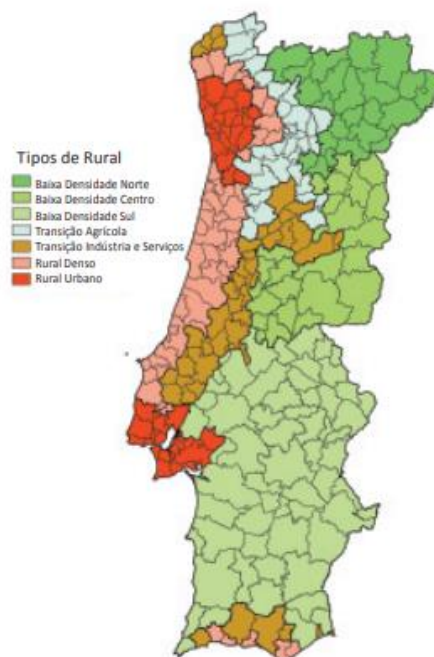 Tipos de Rural
Baixa Densidade Norte
Baixa Densidade Centro
Baixa Densidade Sul
Transição Agrícola
Transição Indústria e Serviços
Rural Denso
Rural Urbano